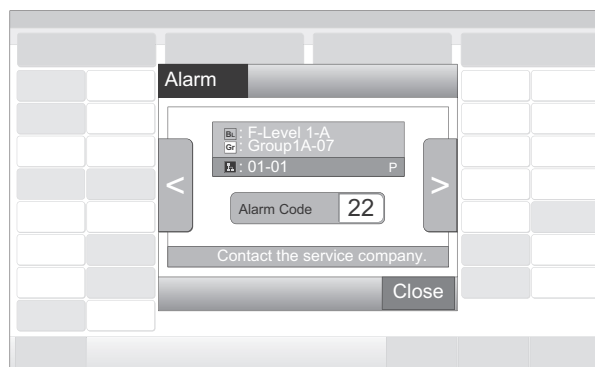 Alarm
BL : F-Level 1-A
Gr : Group1A-07
: 01-01 P
< >
Alarm Code 22
Contact the service company.
Close